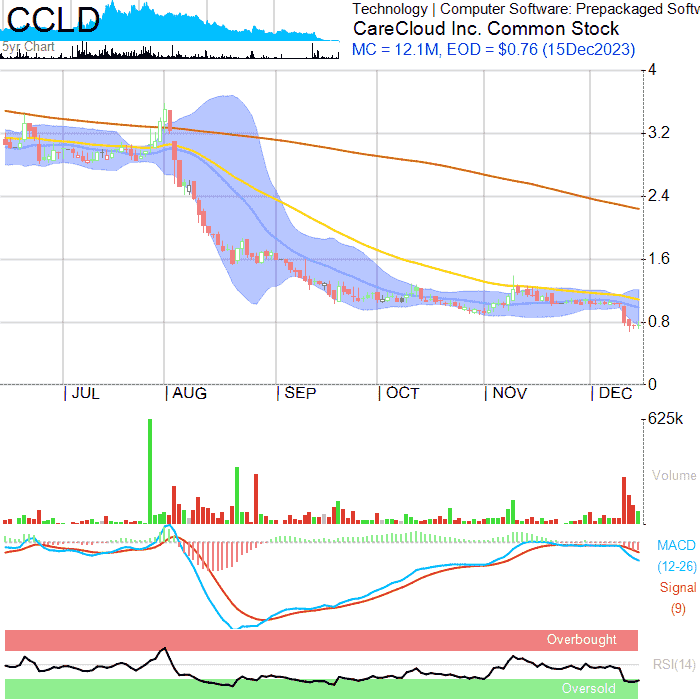 CCLD
5yr Chart
Technology | Computer Software: Prepackaged Softw
CareCloud Inc. Common Stock
MC = 12.1M, EOD = $0.76 (15Dec2023)
4
3.2
2.4
1.6
0.8
0
JUL AUG SEP OCT NOV DEC
625k
Volume
MACD
(12-26)
Signal
(9)
Overbought
RSI(14)
Oversold